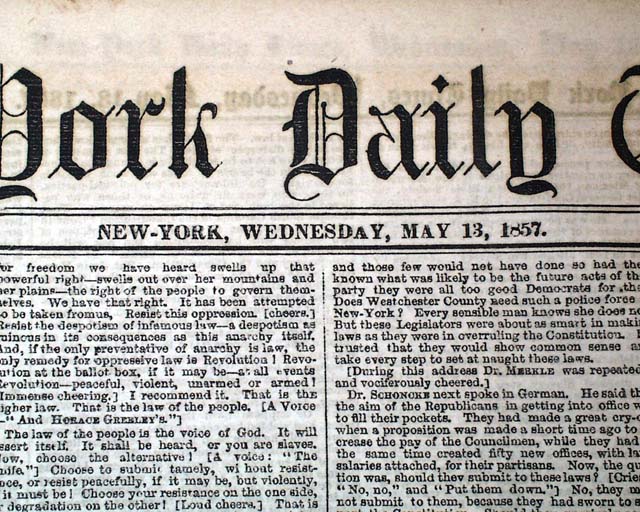 York Daily
NEW-YORK, WEDNESDAY, MAY 13, 1857.
for freedom we have heard swells up that
powerful right—swells out over her mountains and
her plains—the right of the people to govern them-
selves. We have that right. It has been attempted
to be taken fromus, Resist this oppression. [cheers.]
Resist the despotism of infamous law—a despotism as
ruinous in its consequences as this anarchy itself,
And, if the only preventative of anarchy is law, the
only remedy for oppressive law is Revolution! Revo-
lution at the ballot box, if it may be—at all events
Revolution—peaceful, violent, unarmed or armed!
[Immense cheering.] I recommend it. That is the
higher law. That is the law of the people. [A Voice
—"And HORACE GREELEY'S."]
The law of the people is the voice of God. It will
assert itself. It shall be heard, or you are slaves.
Now, choose the alternative! [A voice: "The
knife."] Choose to submit tamely, without resist-
ance, or resist peacefully, if it may be, but violently,
if it must be! Choose your resistance on the one side,
degradation on the other! [Loud cheers.] That is
and those few would not have done so had the
known what was likely to be the future acts of th
party they were all too good Democrats for tha
Does Westchester County need such a police force
New-York? Every sensible man knows she does no
But these Legislators were about as smart in makin
laws as they were in overruling the Constitution. I
trusted that they would show common sense an
take every step to set at naught these laws.
[During this address Dr. MERKLE was repeated
and vociferously cheered.]
Dr. SCHONCKE next spoke in German. He said th
the aim of the Republicans in getting into office w
to fill their pockets. They had made a great cry
when a proposition was made a short time ago to
crease the pay of the Councilmen, while they had
the same time created fifty new offices, with la
salaries attached, for their partisans. Now, the qu
tion was, should they submit to these laws? [Crie
"No, no," and "Put them down."] No, they
not submit to them, because they had sworn to s